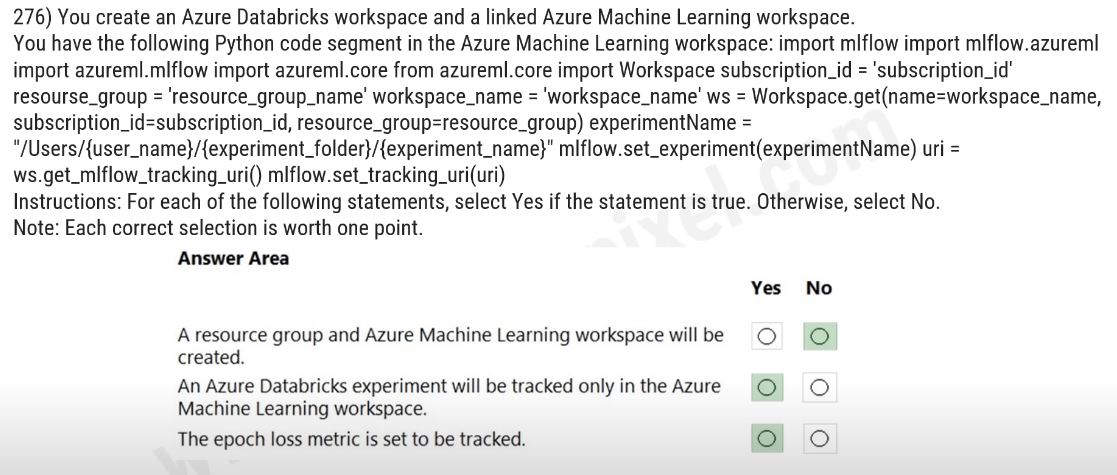 276) You create an Azure Databricks workspace and a linked Azure Machine Learning workspace.
You have the following Python code segment in the Azure Machine Learning workspace: import mlflow import mlflow.azureml
import azureml.mlflow import azureml.core from azureml.core import Workspace subscription_id = 'subscription_id'
resourse_group = 'resource_group_name' workspace_name = 'workspace_name' ws = Workspace.get(name=workspace_name,
subscription_id=subscription_id, resource_group=resource_group) experimentName =
"/Users/{user_name}/{experiment_folder}/{experiment_name}" mlflow.set_experiment(experimentName) uri =
ws.get_mlflow_tracking_uri() mlflow.set_tracking_uri(uri)
Instructions: For each of the following statements, select Yes if the statement is true. Otherwise, select No.
Note: Each correct selection is worth one point.
Answer Area
Yes No
A resource group and Azure Machine Learning workspace will be
created.
An Azure Databricks experiment will be tracked only in the Azure
Machine Learning workspace.
The epoch loss metric is set to be tracked.